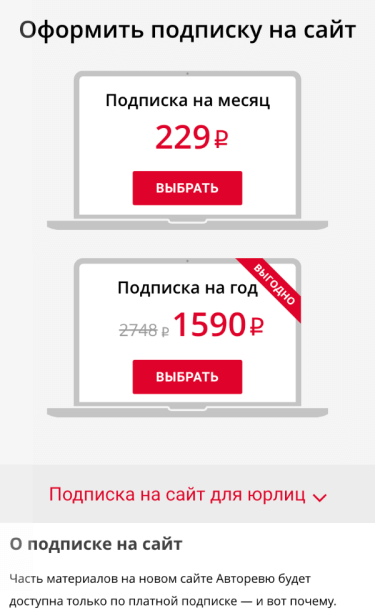 Оформить подписку на сайт
Подписка на месяц
229 ₽
ВЫБРАТЬ
ВЫГОДНО
Подписка на год
2748 ₽ 1590 ₽
ВЫБРАТЬ
Подписка на сайт для юрлиц
О подписке на сайт
Часть материалов на новом сайте Авторевю будет
доступна только по платной подписке — и вот почему.